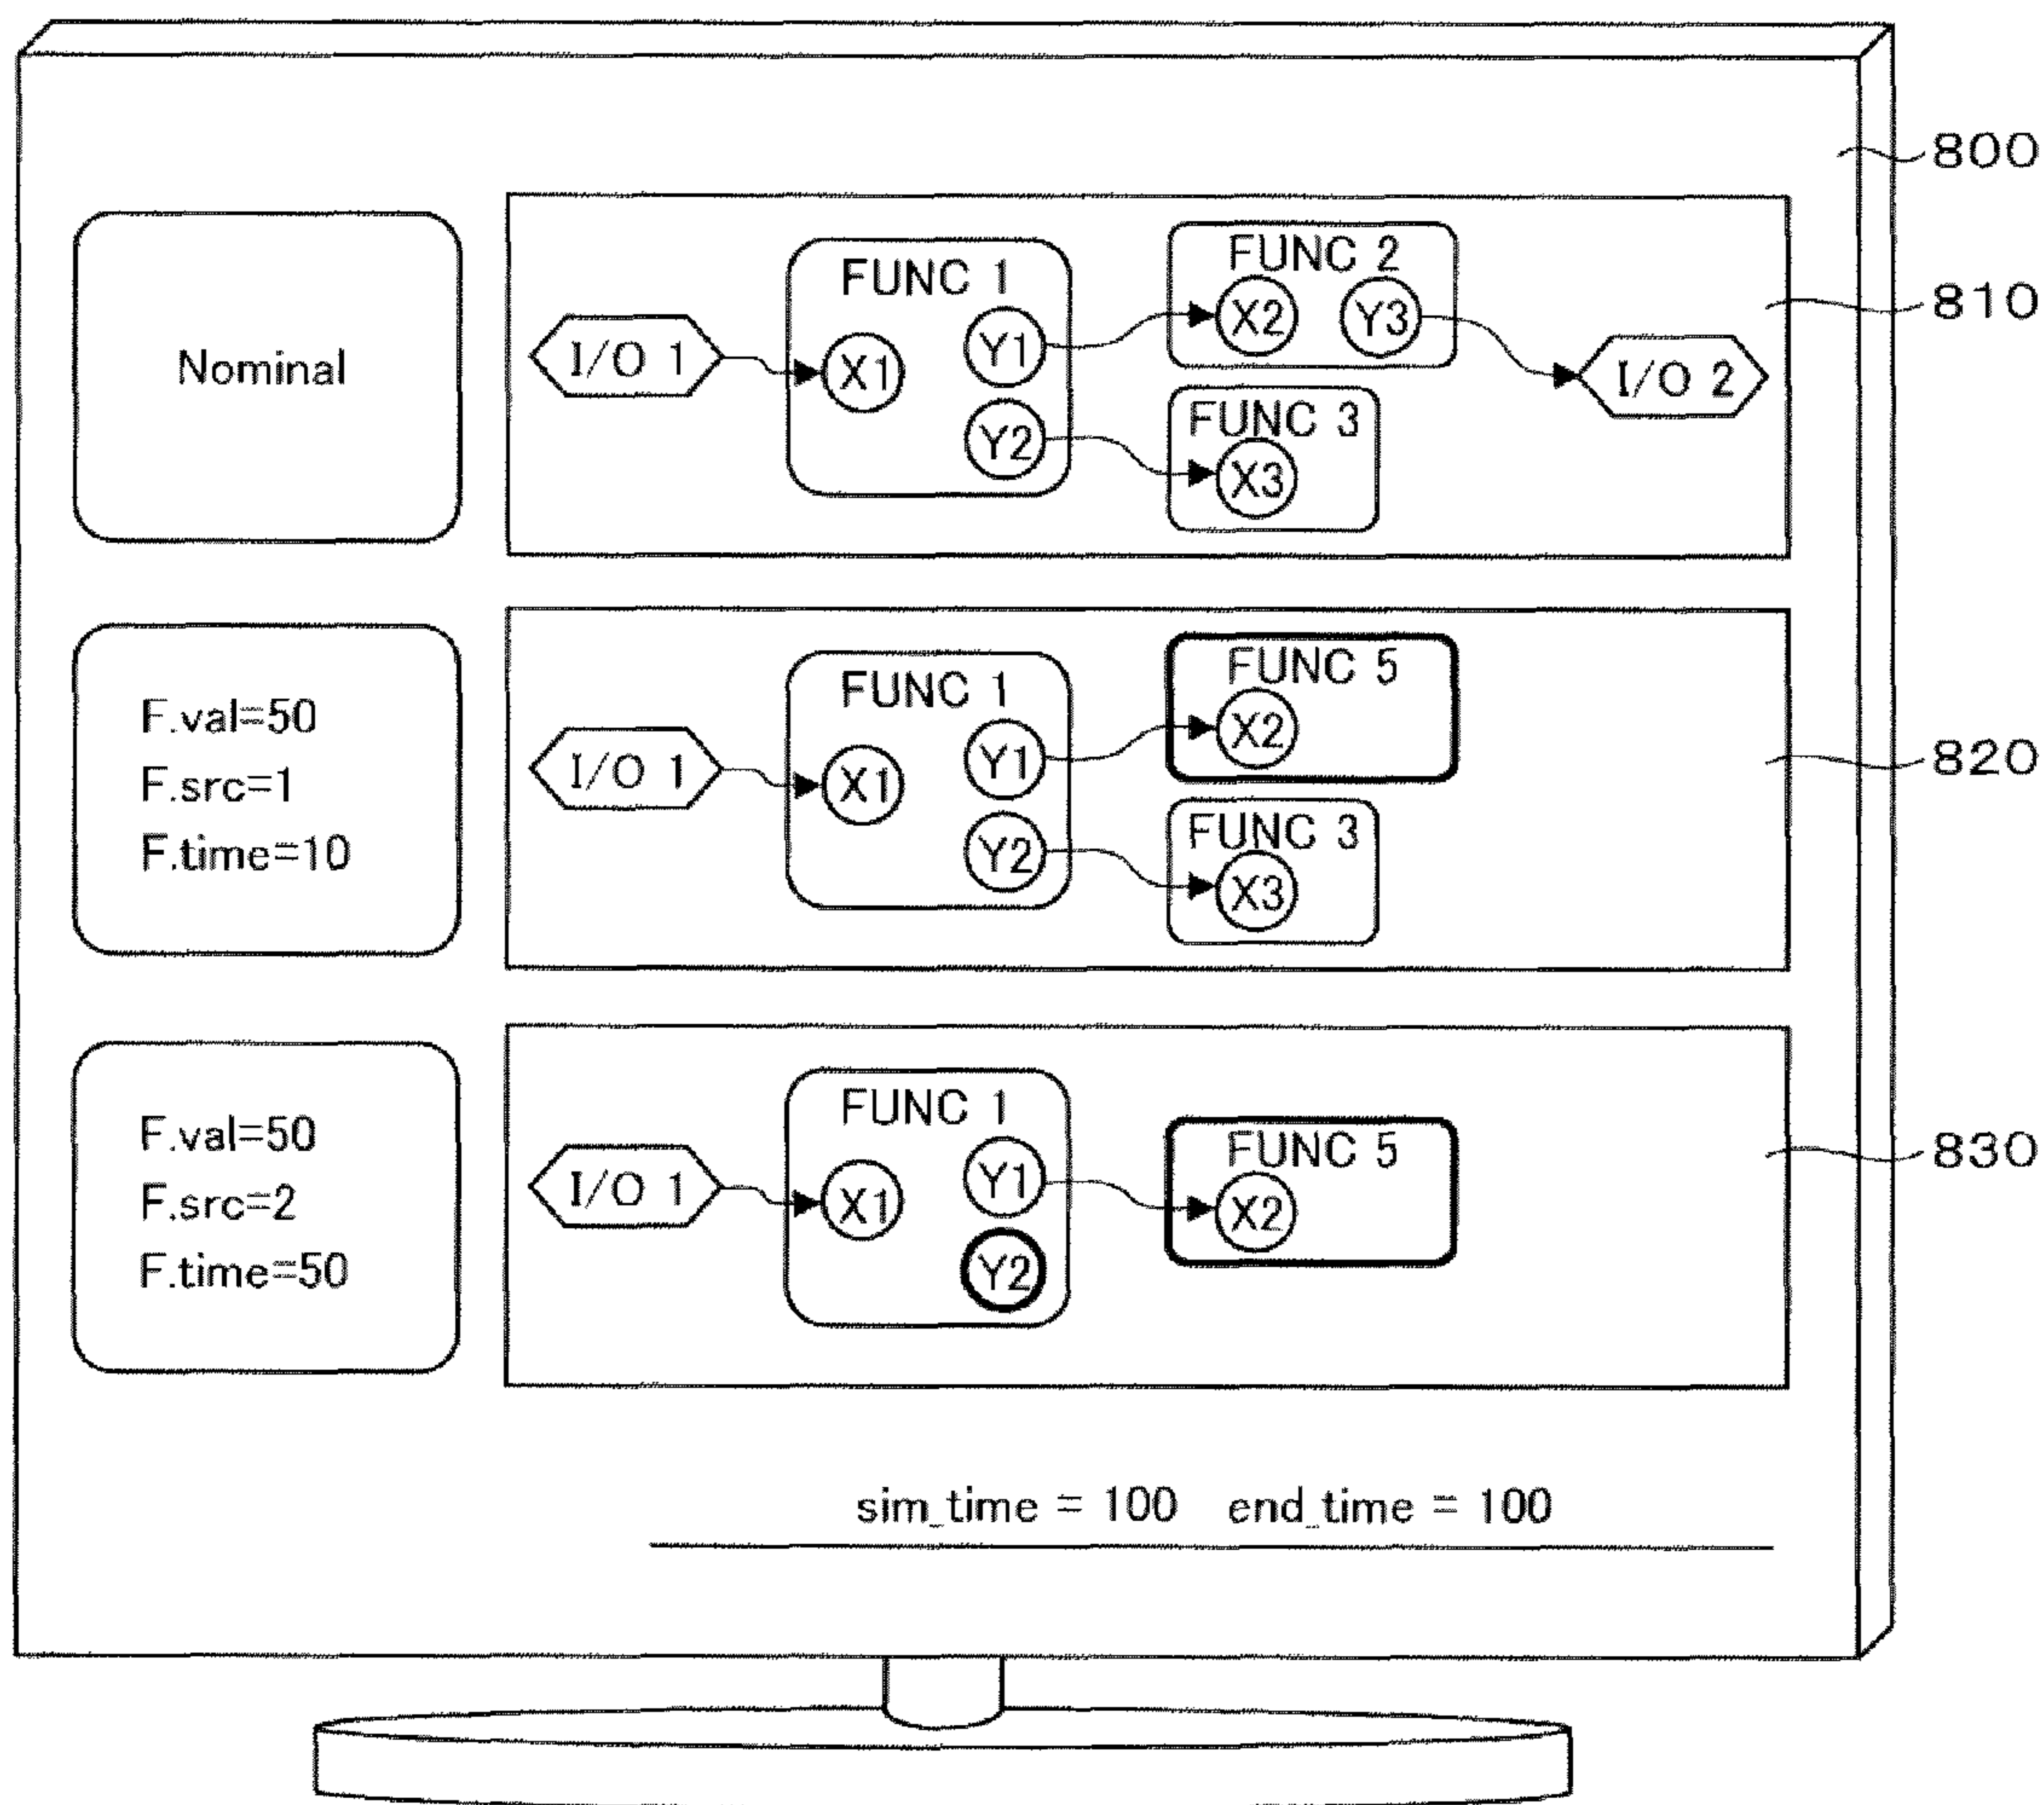 800
Nominal
FUNC 1
FUNC 2
I/O 1
X1
Y1
Y2
X2
Y3
FUNC 3
X3
I/O 2
810
F.val=50
F.src=1
F.time=10
FUNC 1
FUNC 5
I/O 1
X1
Y1
Y2
X2
FUNC 3
X3
820
F.val=50
F.src=2
F.time=50
FUNC 1
FUNC 5
I/O 1
X1
Y1
Y2
X2
830
sim_time = 100 end_time = 100